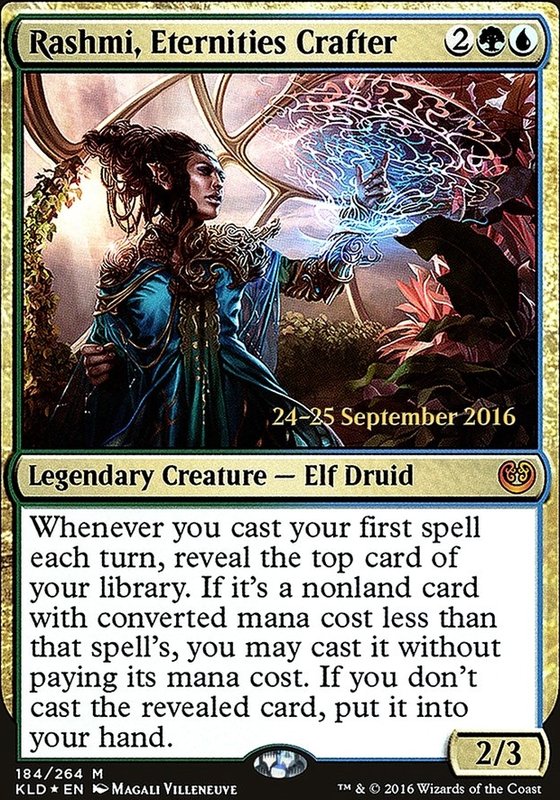 Rashmi, Eternities Crafter 2
24–25 September 2016
Legendary Creature — Elf Druid
Whenever you cast your first spell
each turn, reveal the top card of
your library. If it's a nonland card
with converted mana cost less than
that spell's, you may cast it without
paying its mana cost. If you don't
cast the revealed card, put it into
your hand.
2/3
184/264 M
KLD ★ EN Magali Villeneuve
™ & © 2016 Wizards of the Coast